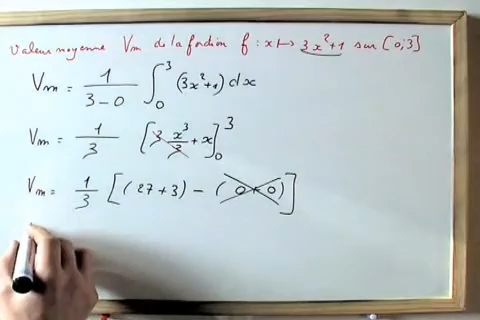 Valeur moyenne Vm de la fonction f : x ↦ 3x²+1 sur [0;3]
Vm = 1/(3-0) ∫₀³ (3x²+1) dx
Vm = 1/3 [3 x³/3 + x]₀³
Vm = 1/3 [(27+3) - (0+0)]